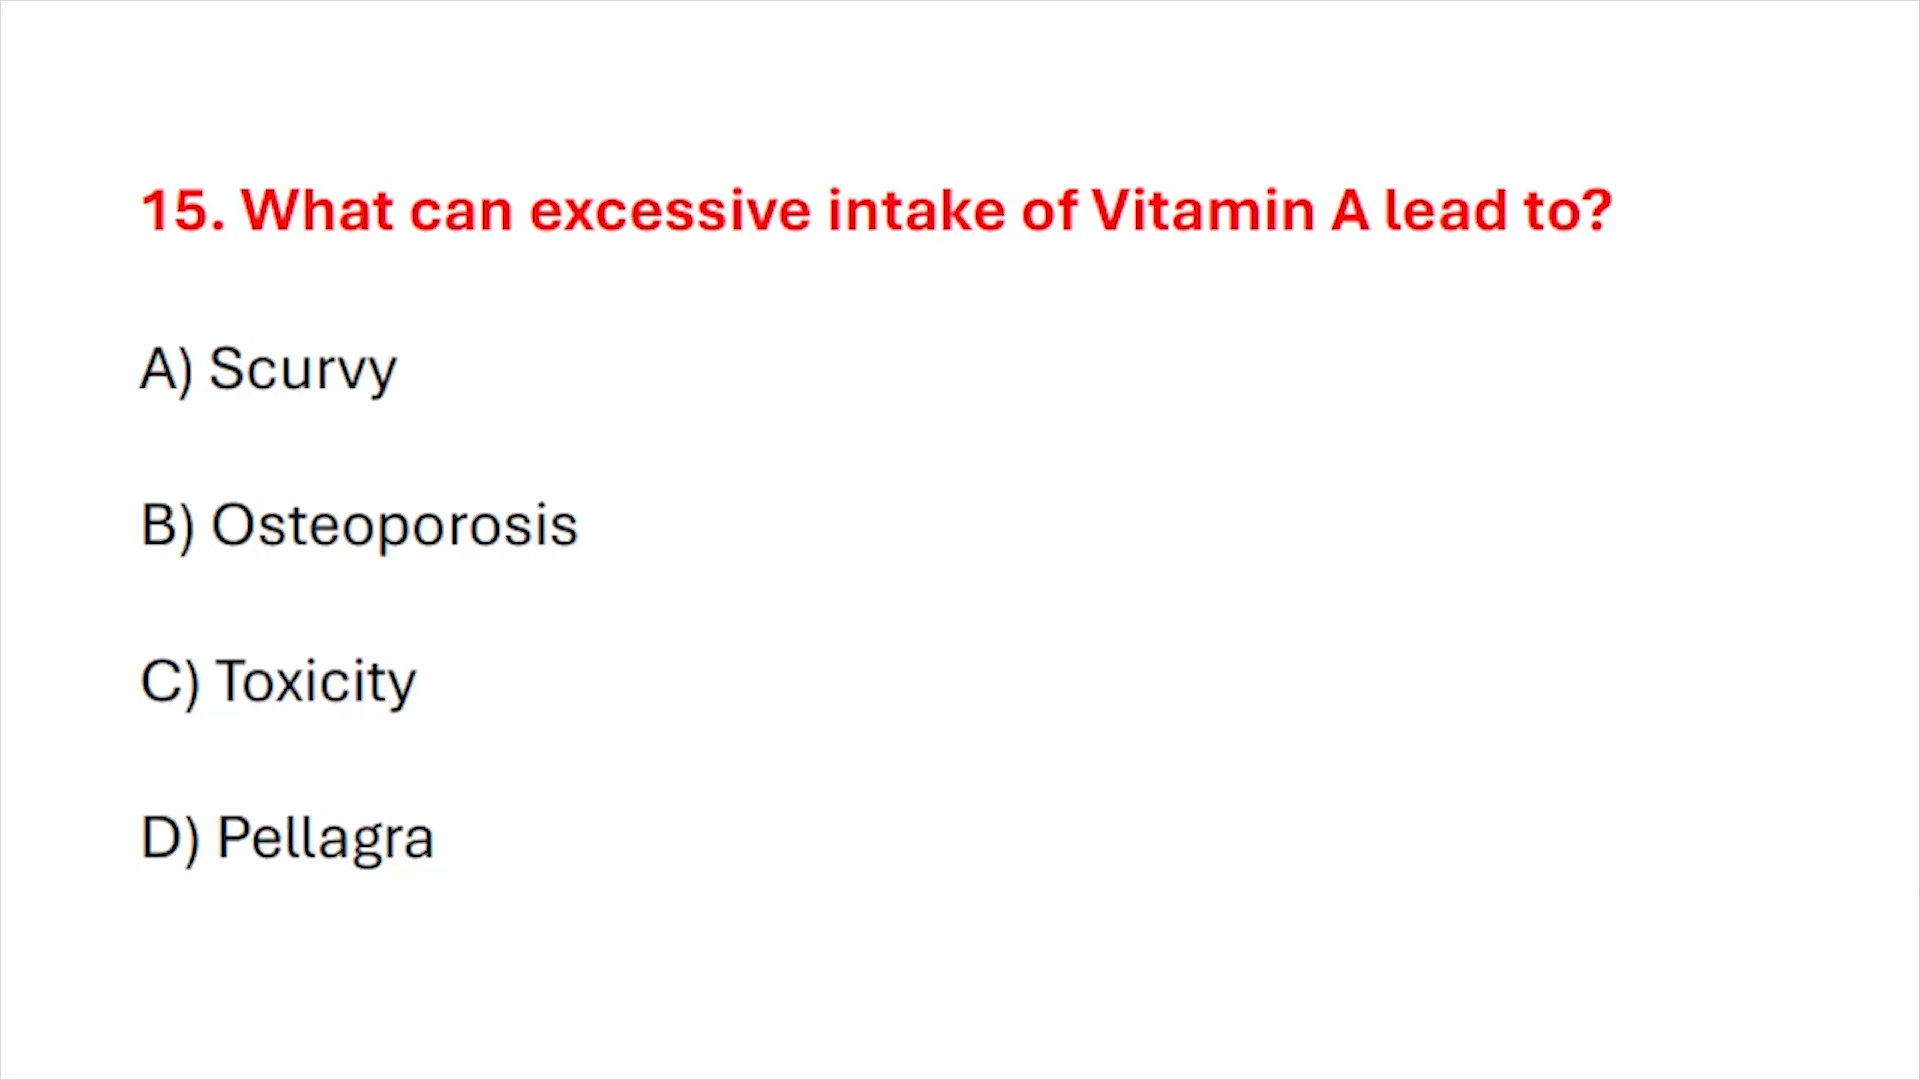 15. What can excessive intake of Vitamin A lead to?
A) Scurvy
B) Osteoporosis
C) Toxicity
D) Pellagra